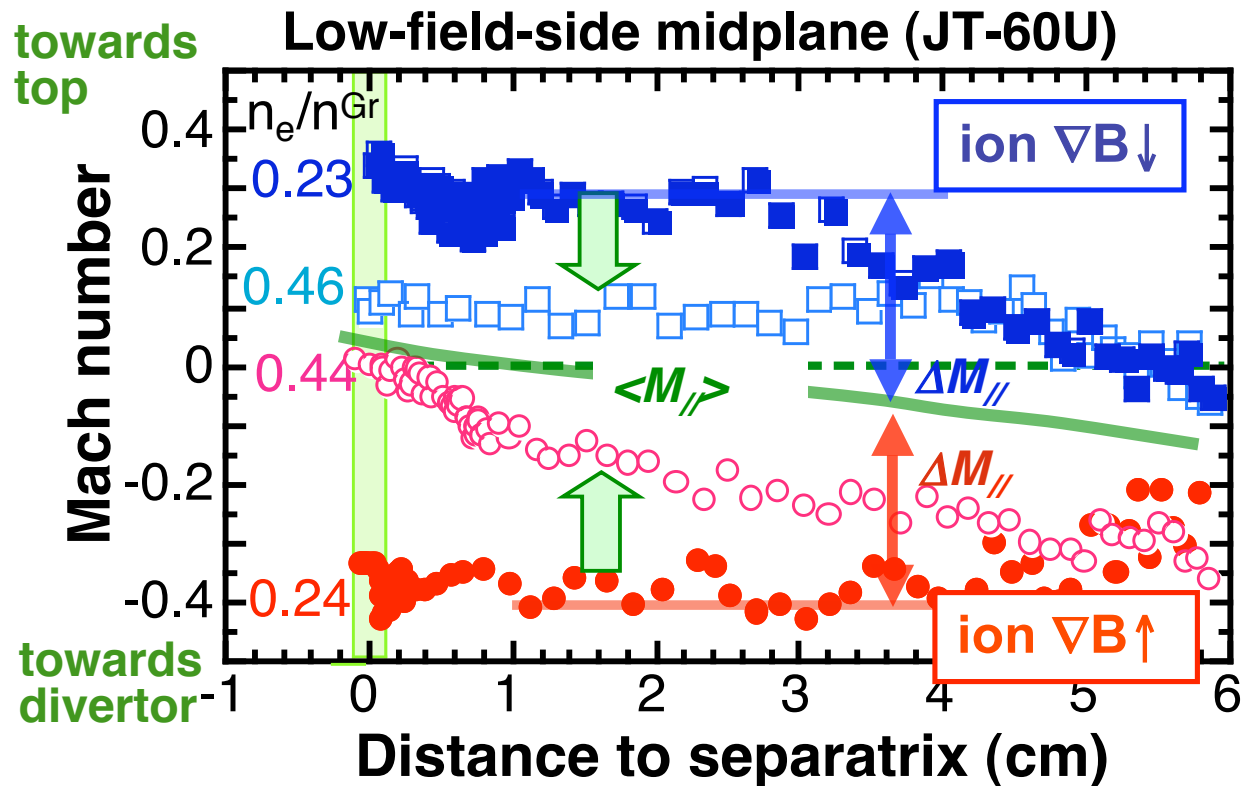 towards
top
Low-field-side midplane (JT-60U)
n_e/n^Gr
ion ∇B↓
ion ∇B↑
0.23
0.46
0.44
0.24
<M_//>
ΔM_//
ΔM_//
0.4
0.2
0
-0.2
-0.4
Mach number
towards
divertor
-1 0 1 2 3 4 5 6
Distance to separatrix (cm)